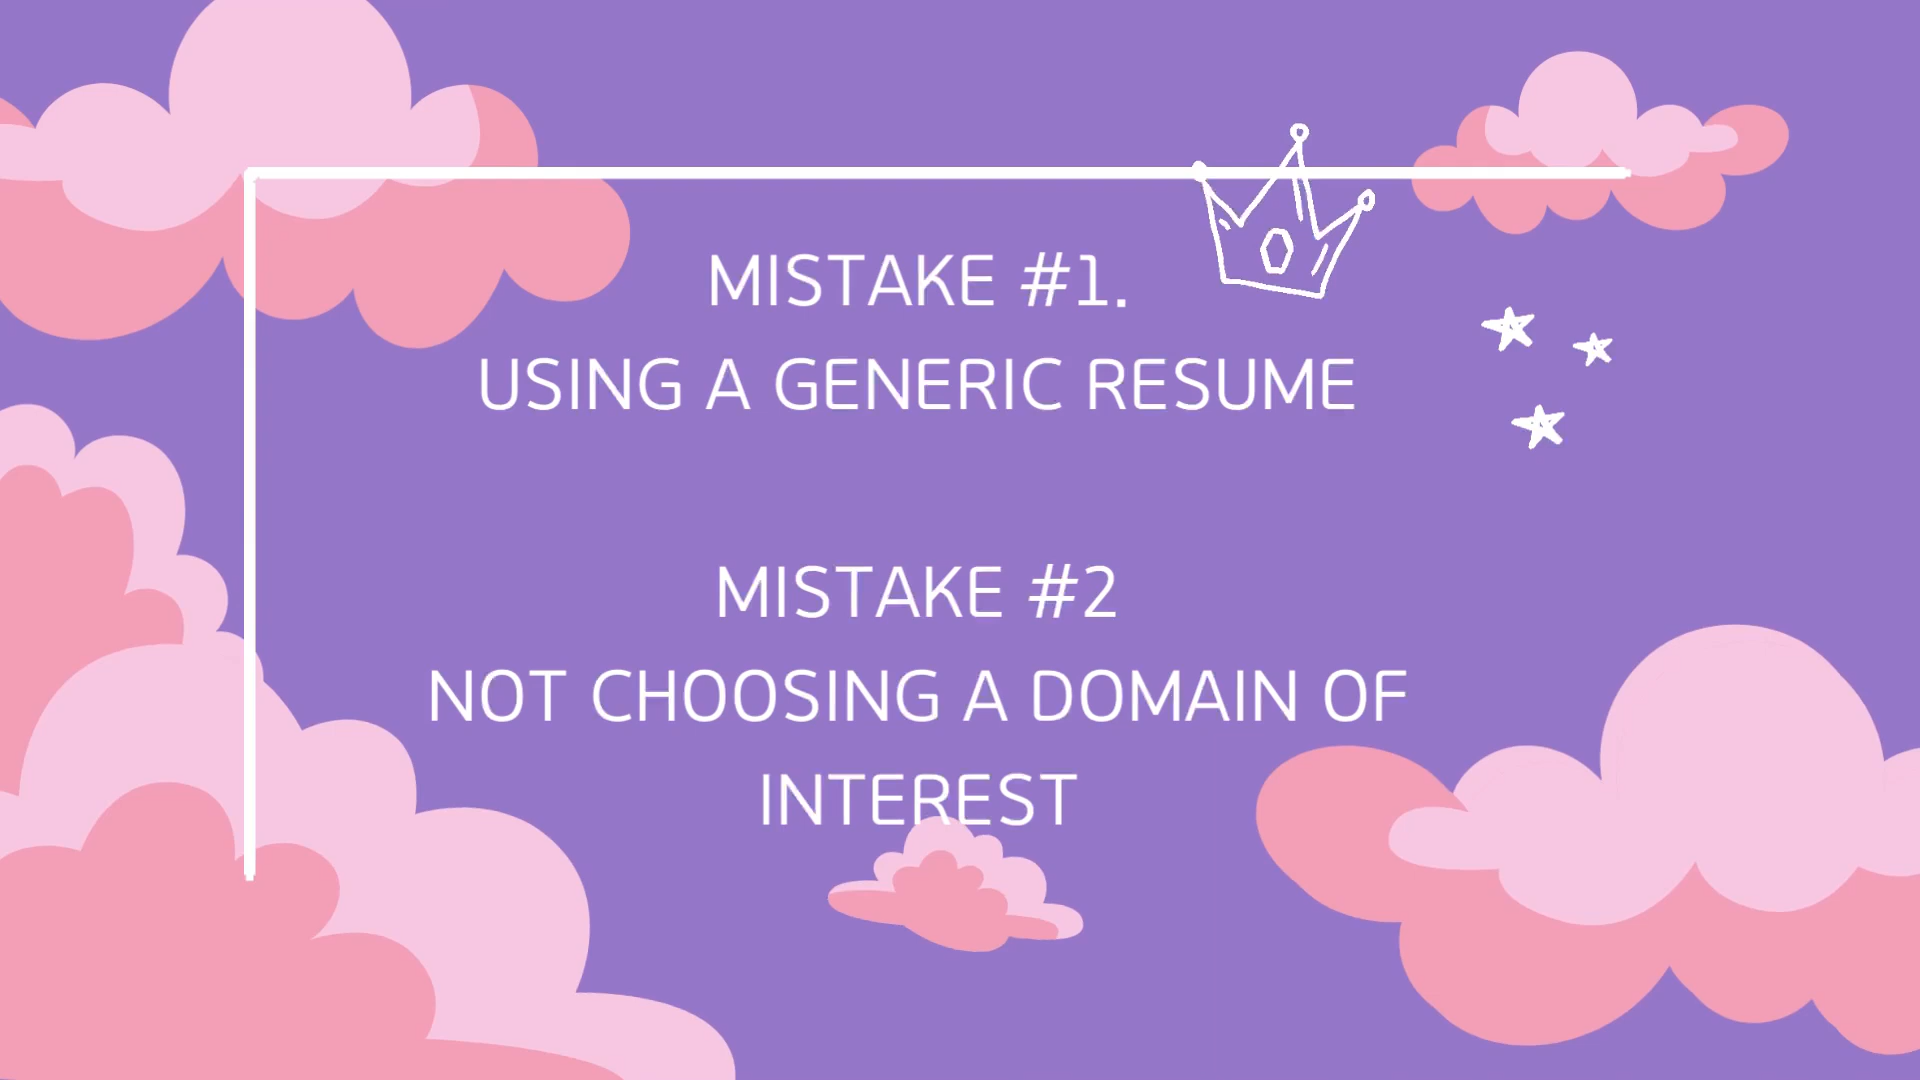 MISTAKE #1.
USING A GENERIC RESUME
MISTAKE #2
NOT CHOOSING A DOMAIN OF
INTEREST